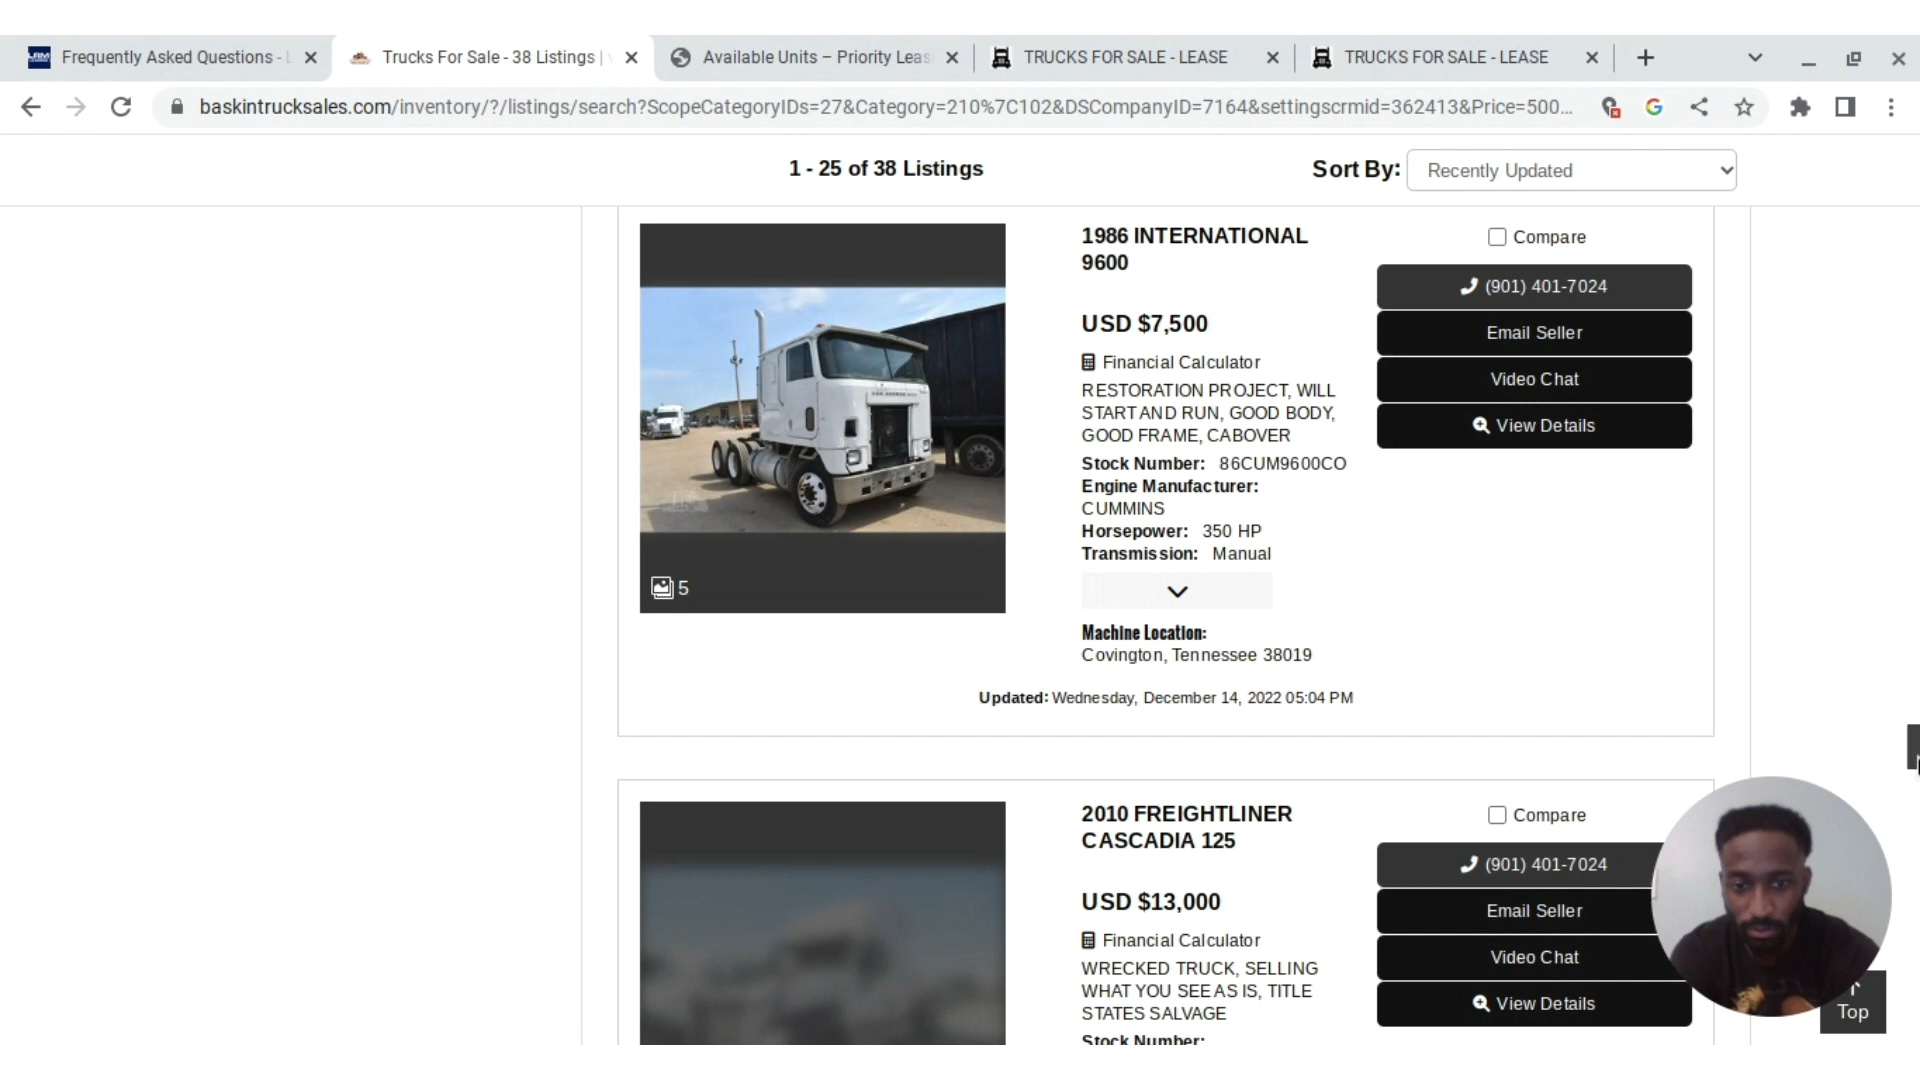 Frequently Asked Questions - L
Trucks For Sale - 38 Listings |
Available Units – Priority Leas
TRUCKS FOR SALE - LEASE
TRUCKS FOR SALE - LEASE
baskintrucksales.com/inventory/?/listings/search?ScopeCategoryIDs=27&Category=210%7C102&DSCompanyID=7164&settingscrmid=362413&Price=500...
1 - 25 of 38 Listings
Sort By:
Recently Updated
1986 INTERNATIONAL
9600
USD $7,500
Financial Calculator
RESTORATION PROJECT, WILL
START AND RUN, GOOD BODY,
GOOD FRAME, CABOVER
Stock Number: 86CUM9600CO
Engine Manufacturer:
CUMMINS
Horsepower: 350 HP
Transmission: Manual
Machine Location:
Covington, Tennessee 38019
Updated: Wednesday, December 14, 2022 05:04 PM
5
Compare
(901) 401-7024
Email Seller
Video Chat
View Details
2010 FREIGHTLINER
CASCADIA 125
USD $13,000
Financial Calculator
WRECKED TRUCK, SELLING
WHAT YOU SEE AS IS, TITLE
STATES SALVAGE
Stock Number:
Compare
(901) 401-7024
Email Seller
Video Chat
View Details
Top